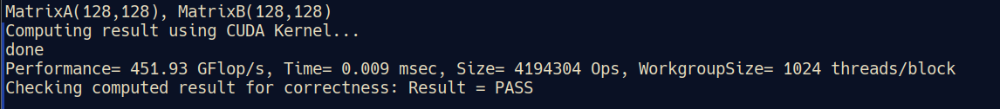 MatrixA(128,128), MatrixB(128,128)
Computing result using CUDA Kernel...
done
Performance= 451.93 GFlop/s, Time= 0.009 msec, Size= 4194304 Ops, WorkgroupSize= 1024 threads/block
Checking computed result for correctness: Result = PASS